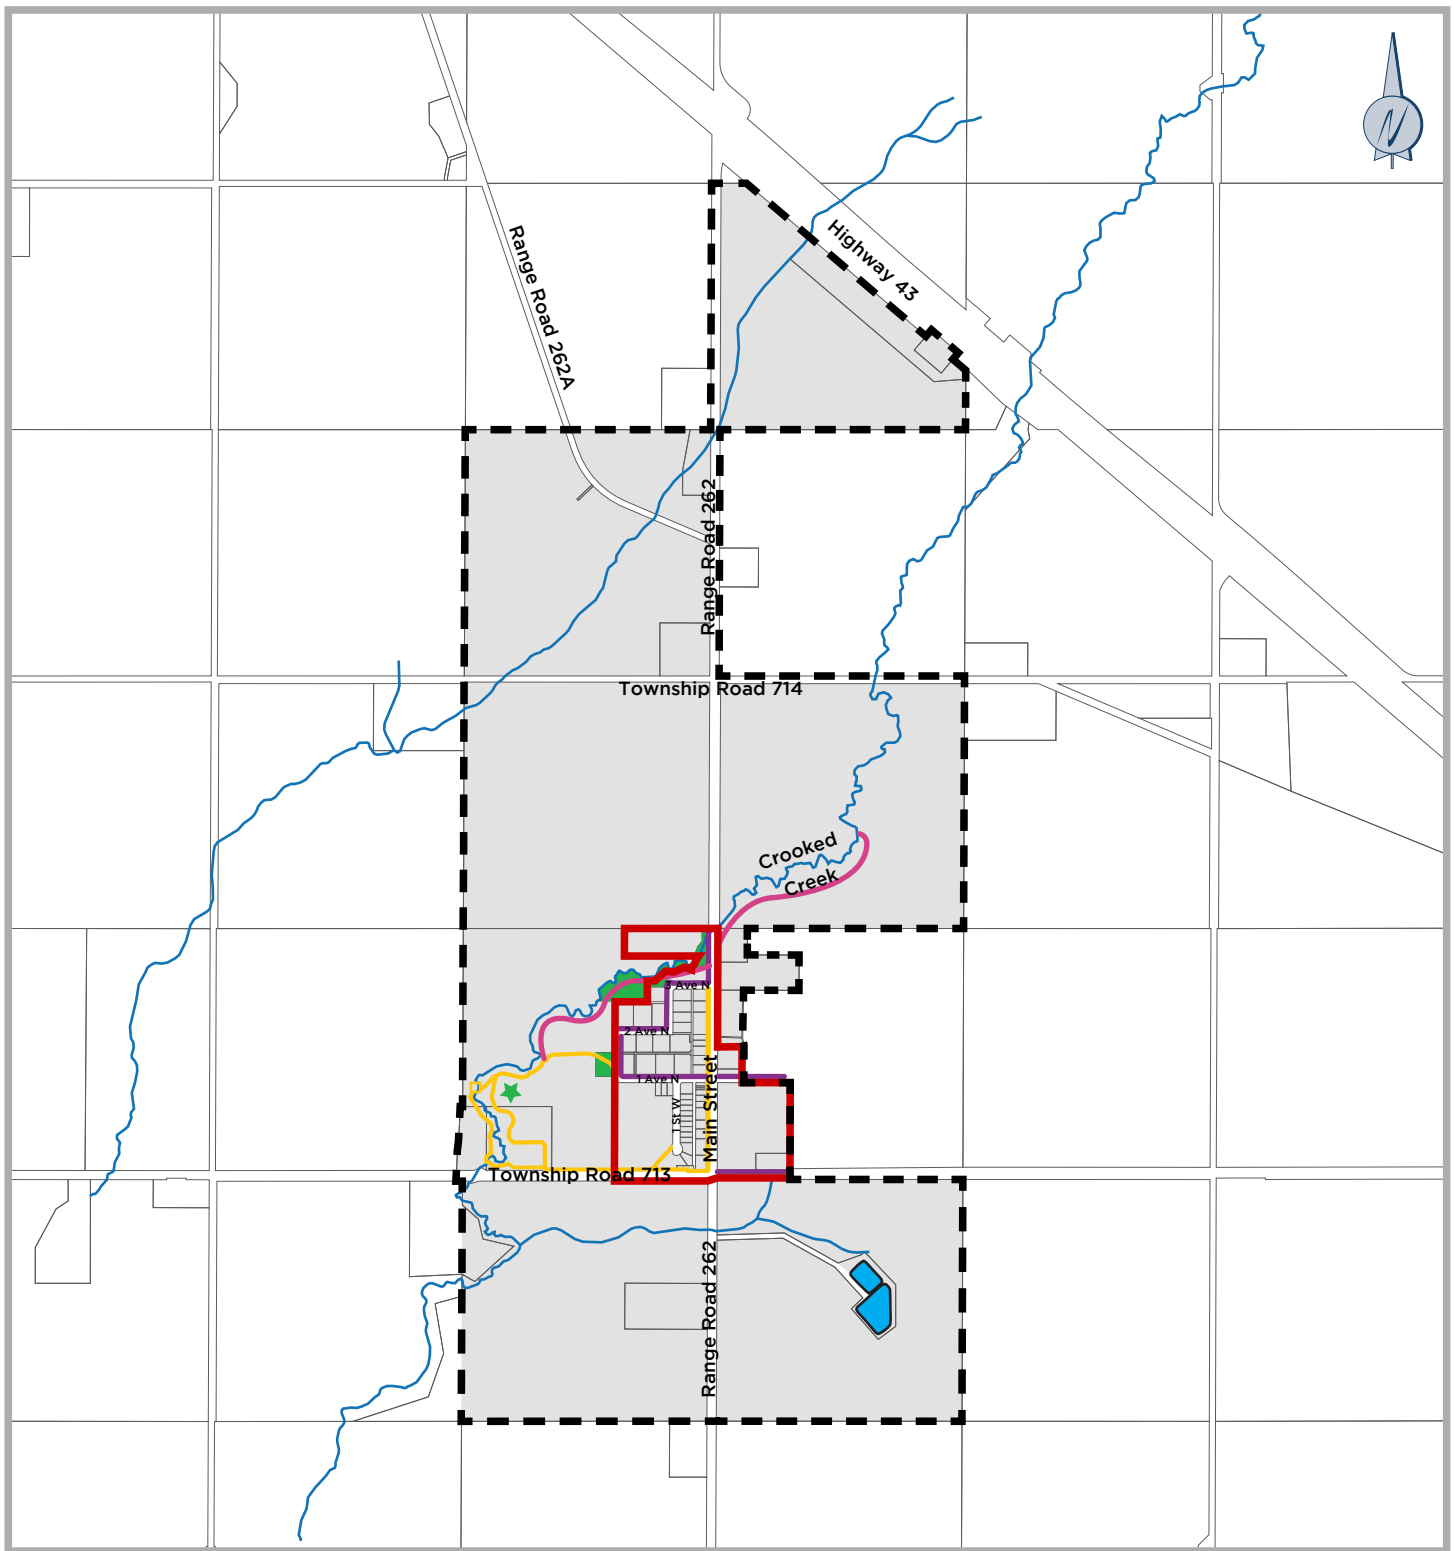 N
Highway 43
Range Road 262A
Range Road 262
Township Road 714
Crooked
Creek
3 Ave N
2 Ave N
1 Ave N
1 St W
Main Street
Township Road 713
Range Road 262